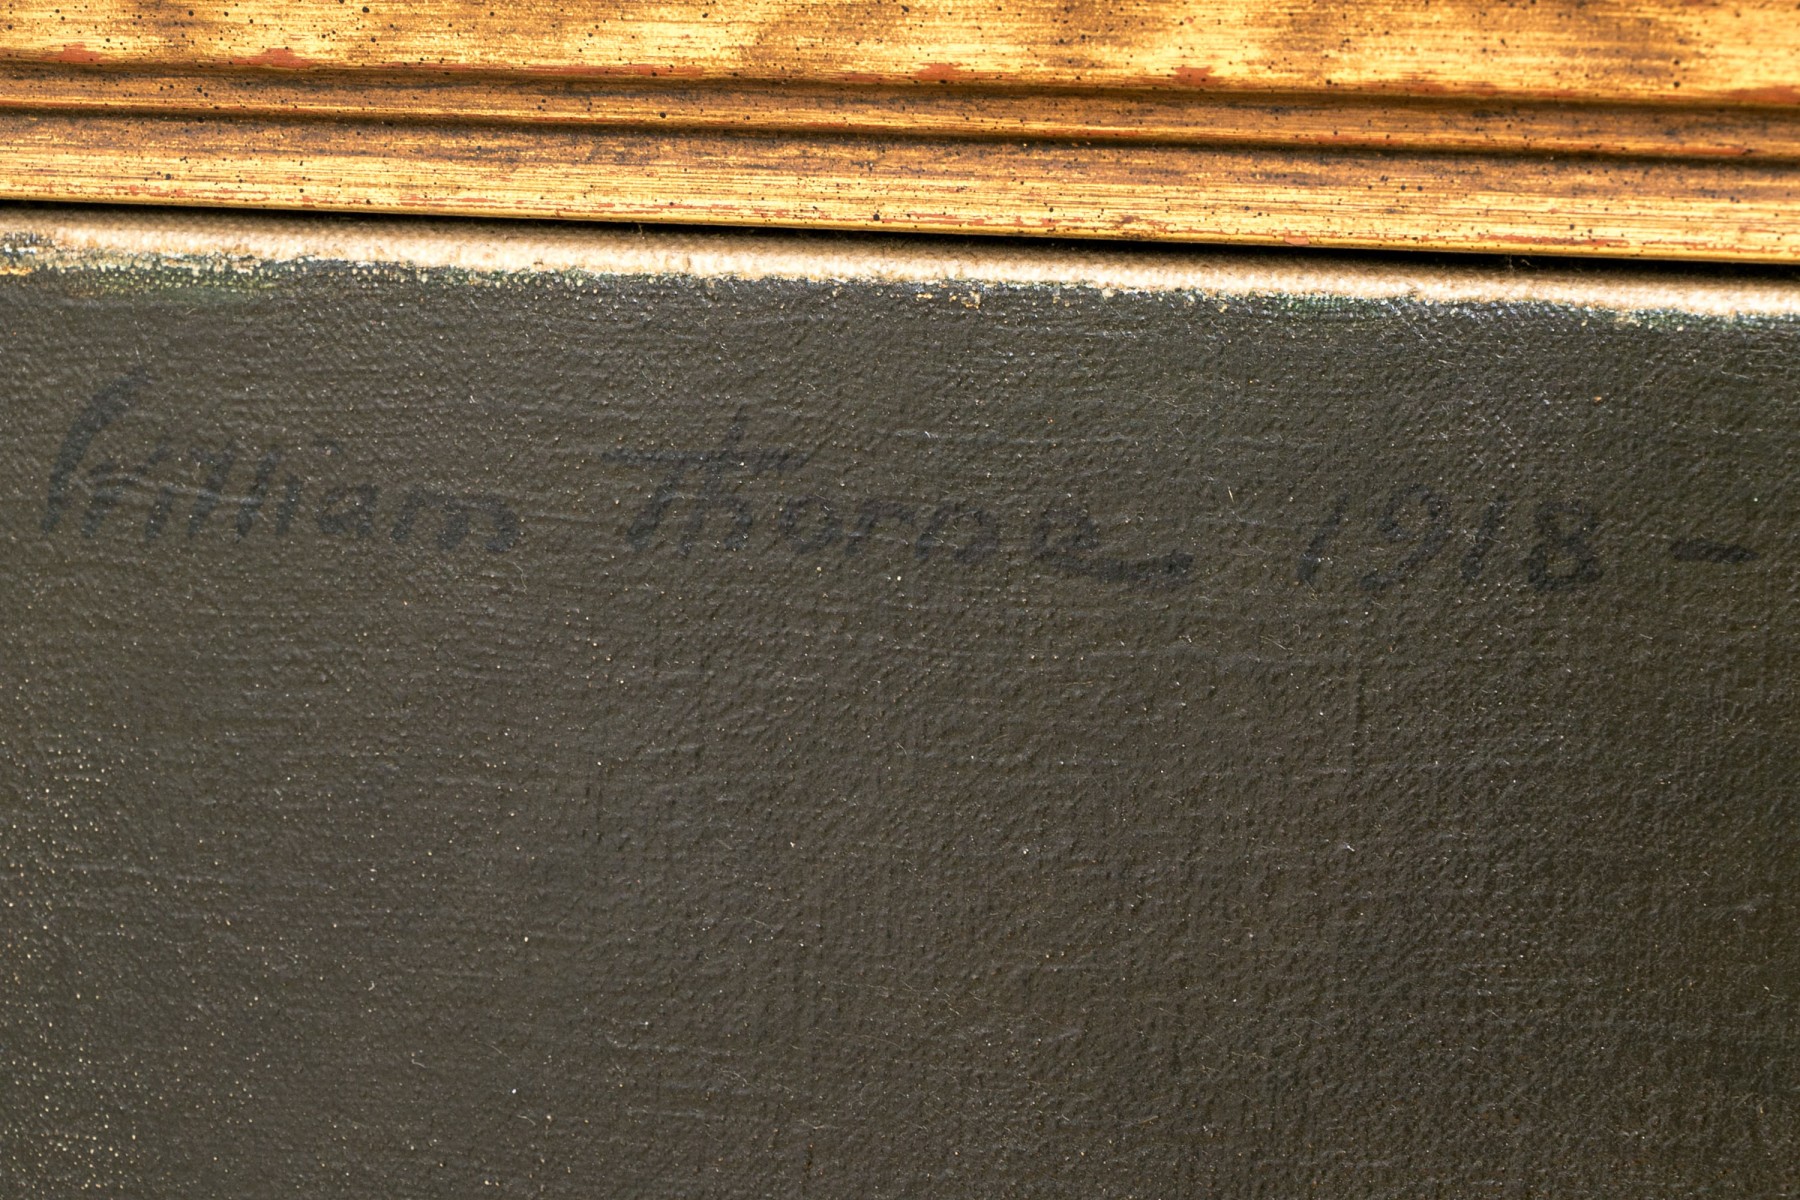 William Thorne 1918 -